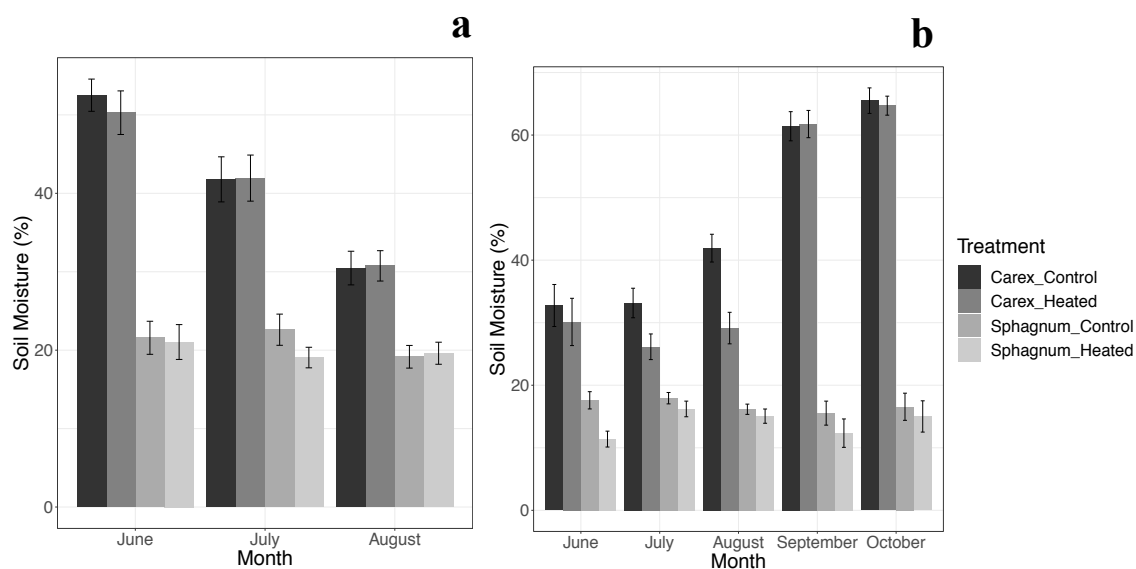 a
Soil Moisture (%)
40
20
0
June July August
Month
b
Soil Moisture (%)
60
40
20
0
June July August September October
Month
Treatment
Carex_Control
Carex_Heated
Sphagnum_Control
Sphagnum_Heated